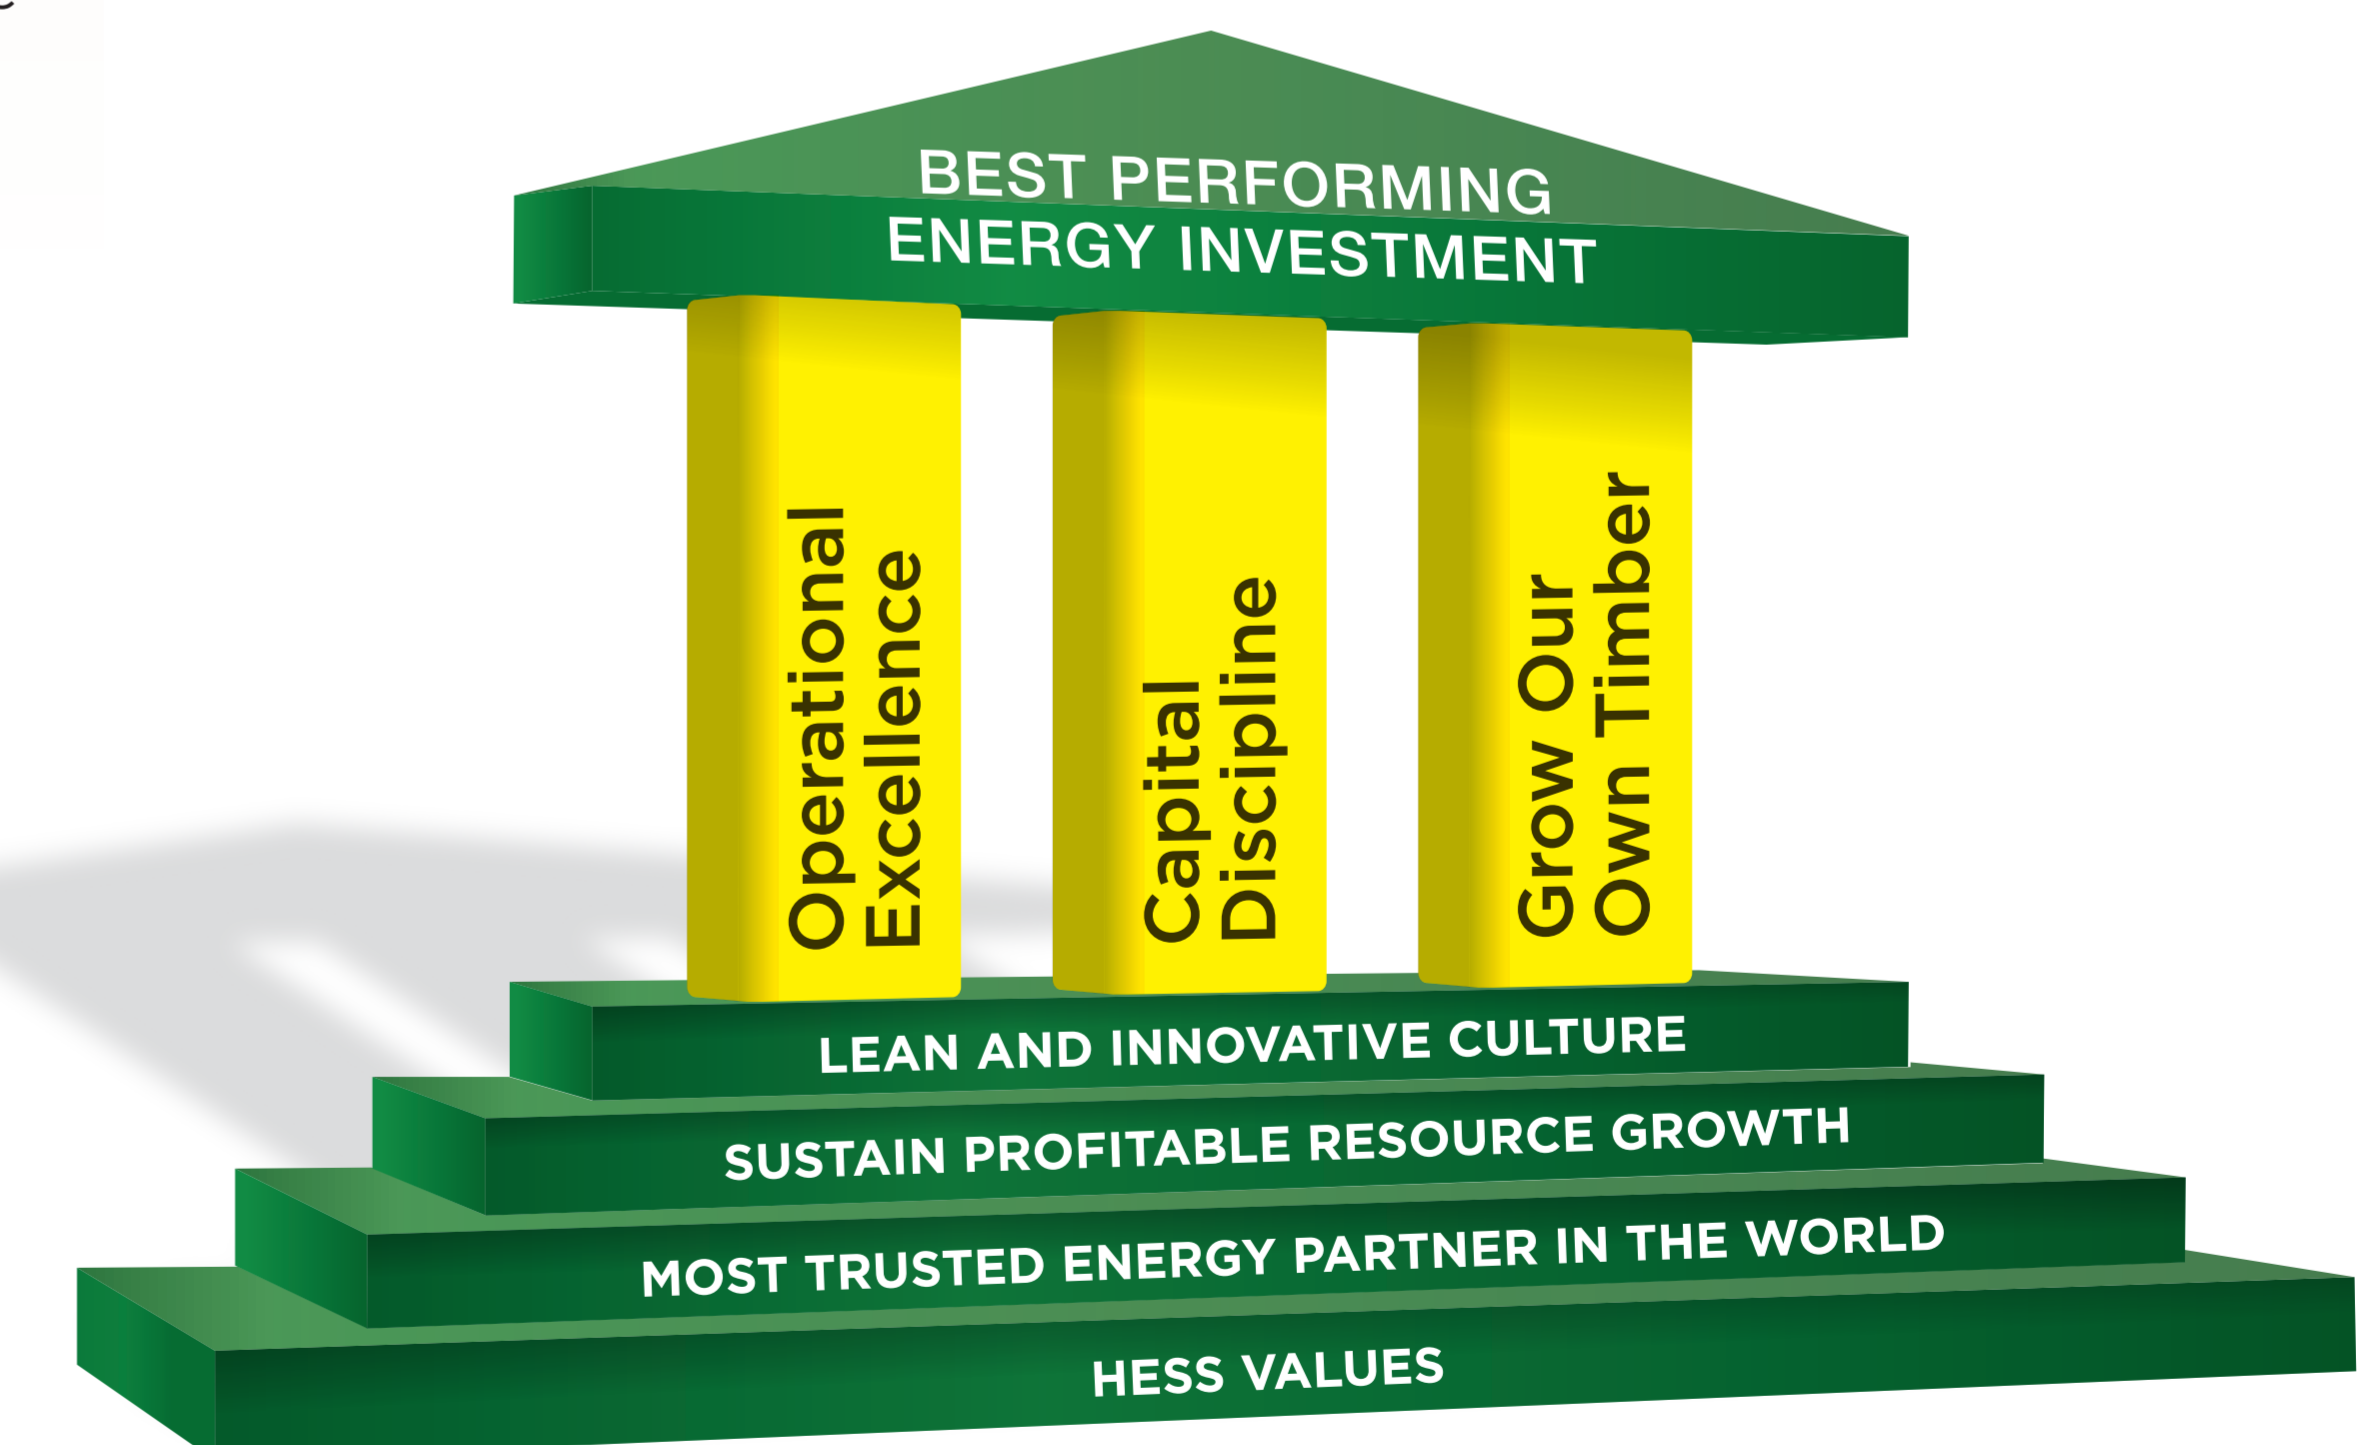 BEST PERFORMING
ENERGY INVESTMENT
Operational
Excellence
Capital
Discipline
Grow Our
Own Timber
LEAN AND INNOVATIVE CULTURE
SUSTAIN PROFITABLE RESOURCE GROWTH
MOST TRUSTED ENERGY PARTNER IN THE WORLD
HESS VALUES